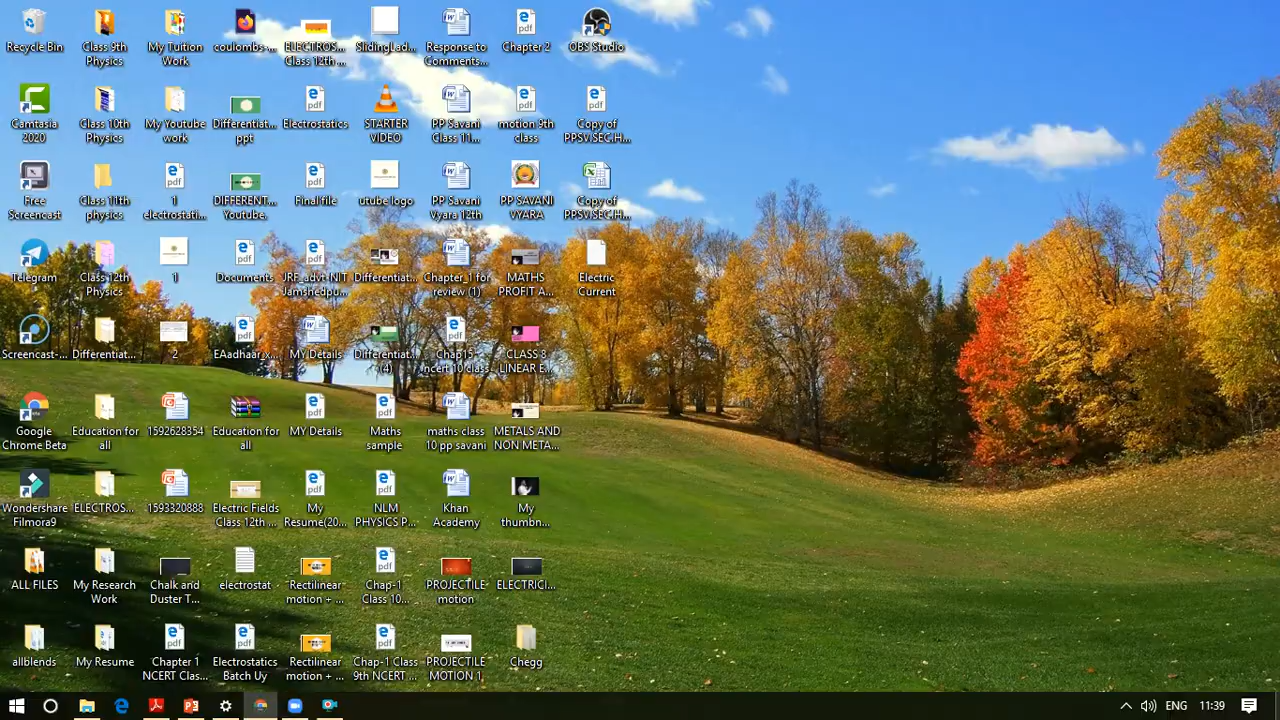 Recycle Bin
Class 9th
Physics
My Tuition
Work
coulombs-...
ELECTROS...
Class 12th...
SlidingLad...
Response to
Comments...
Chapter 2
OBS Studio
Camtasia
2020
Class 10th
Physics
My Youtube
work
Differentiat...
ppt
Electrostatics
STARTER
VIDEO
PP Savani
Class 11...
motion 9th
class
Copy of
PPSV.SEC.H...
Free
Screencast
Class 11th
physics
1
electrostati...
DIFFERENT...
Youtube.
Final file
utube logo
PP Savani
Vyara 12th
PP SAVANI
VYARA
Copy of
PPSV.SEC.H...
Telegram
Class 12th
Physics
1
Documents
JRF_advt NIT
Jamshedpu...
Differentiat...
Chapter_1 for
review (1)
MATHS
PROFIT A...
Electric
Current
Screencast-...
Differentiat...
2
EAadhaar_x...
MY Details
Differentiat...
(4)
Chap15
ncert 10 class
CLASS 8
LINEAR E...
Google
Chrome Beta
Education for
all
1592628354
Education for
all
MY Details
Maths
sample
maths class
10 pp savani
METALS AND
NON META...
Wondershare
Filmora9
ELECTROS...
1593320888
Electric Fields
Class 12th ...
My
Resume(20...
NLM
PHYSICS P...
Khan
Academy
My
thumbn...
ALL FILES
My Research
Work
Chalk and
Duster T...
electrostat
Rectilinear
motion + ...
Chap-1
Class 10...
PROJECTILE
motion
ELECTRICI...
allblends
My Resume
Chapter 1
NCERT Clas...
Electrostatics
Batch Uy
Rectilinear
motion + ...
Chap-1 Class
9th NCERT ...
PROJECTILE
MOTION 1
Chegg
ENG
11:39